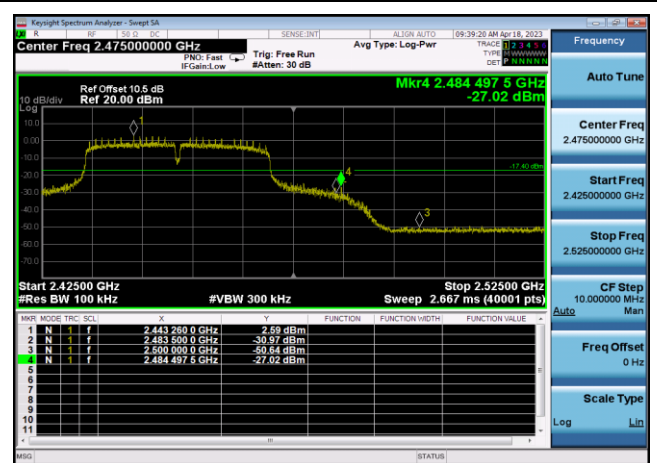 Keysight Spectrum Analyzer - Swept SA
LXI R RF 50 Ω DC SENSE:INT ALIGN AUTO 09:39:20 AM Apr 18, 2023
Center Freq 2.475000000 GHz
PNO: Fast
IFGain:Low
Trig: Free Run
#Atten: 30 dB
Avg Type: Log-Pwr
TRACE 1 2 3 4 5 6
TYPE M W W W W W
DET P N N N N N
Ref Offset 10.5 dB
Ref 20.00 dBm
10 dB/div
Log
Mkr4 2.484 497 5 GHz
-27.02 dBm
10.0
0.00
-10.0
-20.0
-30.0
-40.0
-50.0
-60.0
-70.0
1
4
3
-17.40 dBm
Start 2.42500 GHz
Stop 2.52500 GHz
#Res BW 100 kHz
#VBW 300 kHz
Sweep 2.667 ms (40001 pts)
MKR MODE TRC SCL X Y FUNCTION FUNCTION WIDTH FUNCTION VALUE
1 N 1 f 2.443 260 0 GHz 2.59 dBm
2 N 1 f 2.483 500 0 GHz -30.97 dBm
3 N 1 f 2.500 000 0 GHz -50.64 dBm
4 N 1 f 2.484 497 5 GHz -27.02 dBm
5
6
7
8
9
10
11
MSG
STATUS
Frequency
Auto Tune
Center Freq
2.475000000 GHz
Start Freq
2.425000000 GHz
Stop Freq
2.525000000 GHz
CF Step
10.000000 MHz
Auto Man
Freq Offset
0 Hz
Scale Type
Log Lin